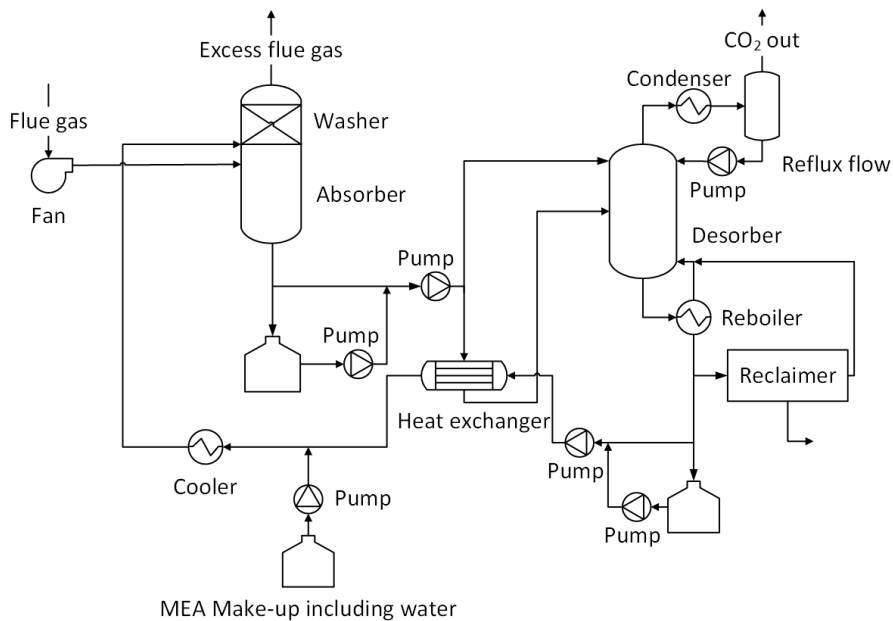 CO₂ out
Excess flue gas
Condenser
Flue gas
Washer
Reflux flow
Pump
Fan
Absorber
Desorber
Pump
Pump
Reboiler
Reclaimer
Heat exchanger
Pump
Cooler
Pump
Pump
MEA Make-up including water